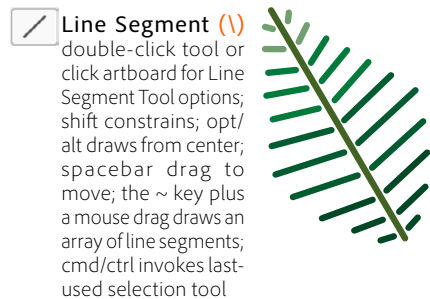 Line Segment (\)
double-click tool or
click artboard for Line
Segment Tool options;
shift constrains; opt/
alt draws from center;
spacebar drag to
move; the ~ key plus
a mouse drag draws an
array of line segments;
cmd/ctrl invokes last-
used selection tool